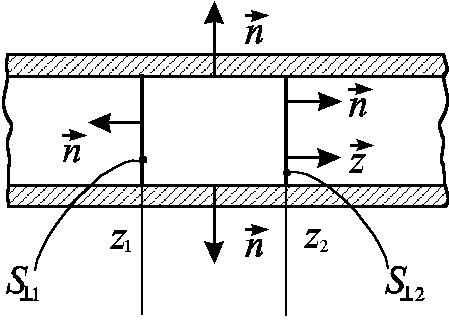 n⃗
n⃗
n⃗
z⃗
z₁ n⃗ z₂
S⊥1 S⊥2